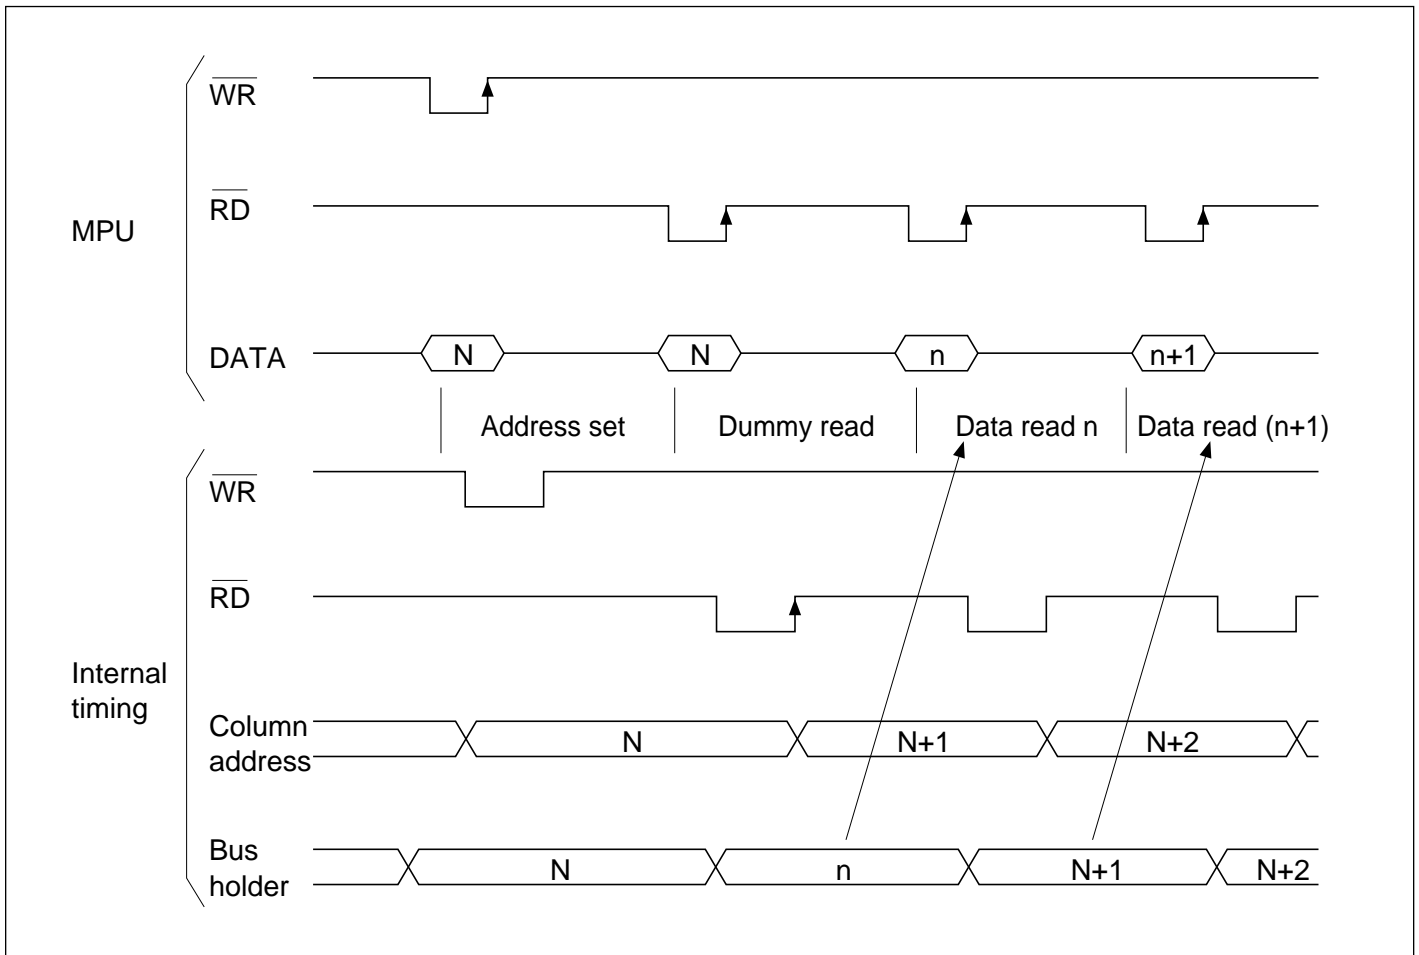 MPU
WR
RD
DATA N N n n+1
Address set Dummy read Data read n Data read (n+1)
Internal
timing
WR
RD
Column
address
N N+1 N+2
Bus
holder
N n N+1 N+2